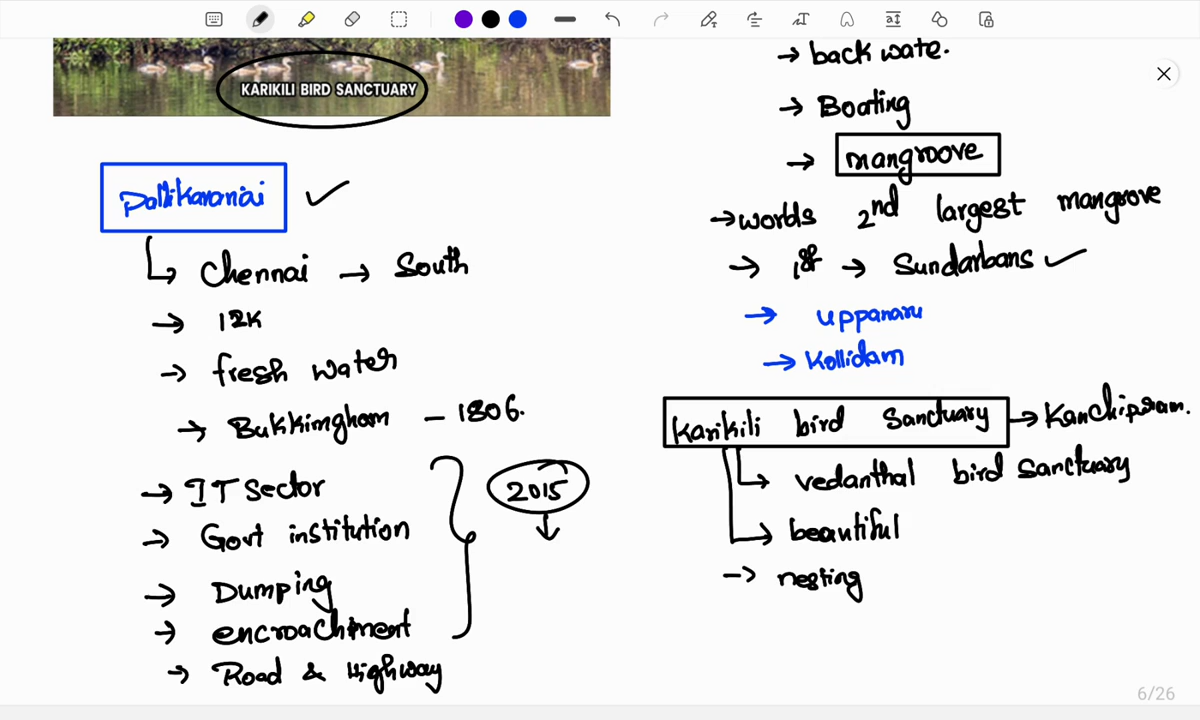 KARIKILI BIRD SANCTUARY
Pallikaranai
Chennai → South
→ 12K
→ fresh water
→ Bukkingham – 1806.
→ IT Sector
→ Govt institution
→ Dumping
→ encroachment
→ Road & Highway
2015
→ back wate.
→ Boating
→ mangroove
→ worlds 2nd largest mangrove
→ 1st → Sundarbans
→ uppanaru
→ Kollidam
Karikili bird Sanctuary → Kanchipram.
→ vedanthal bird Sanctuary
→ beautiful
→ nesting
6/26